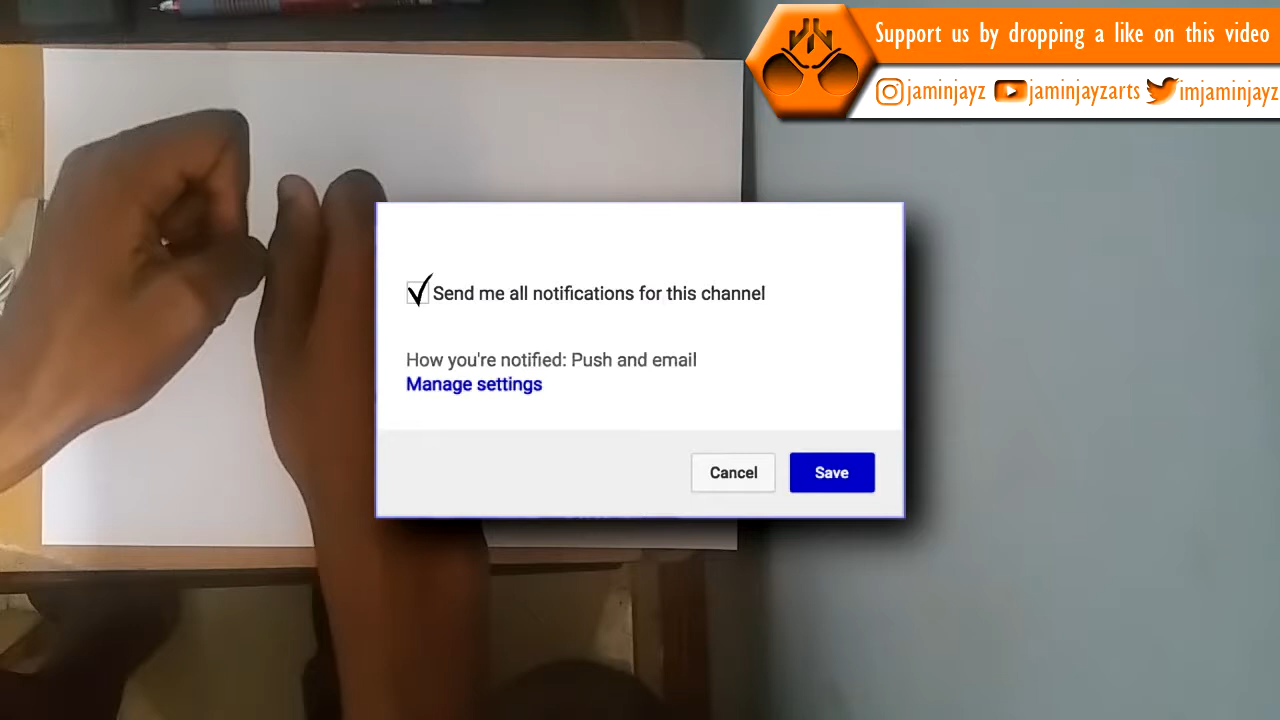 Support us by dropping a like on this video
jaminjayz jaminjayzarts imjaminjayz
Send me all notifications for this channel
How you're notified: Push and email
Manage settings
Cancel Save